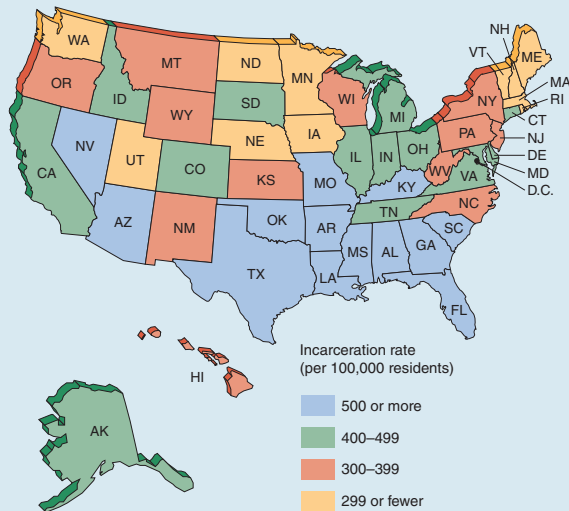 NH
WA
VT
ME
MT
ND
MN
OR
MA
ID
SD
WI
NY
RI
WY
MI
CT
IA
PA
NJ
NE
NV
OH
DE
IL
IN
UT
MD
CA
CO
WV
VA
D.C.
KS
MO
KY
NC
TN
AZ
OK
NM
AR
SC
MS
AL
GA
TX
LA
FL
HI
Incarceration rate
(per 100,000 residents)
500 or more
AK
400–499
300–399
299 or fewer